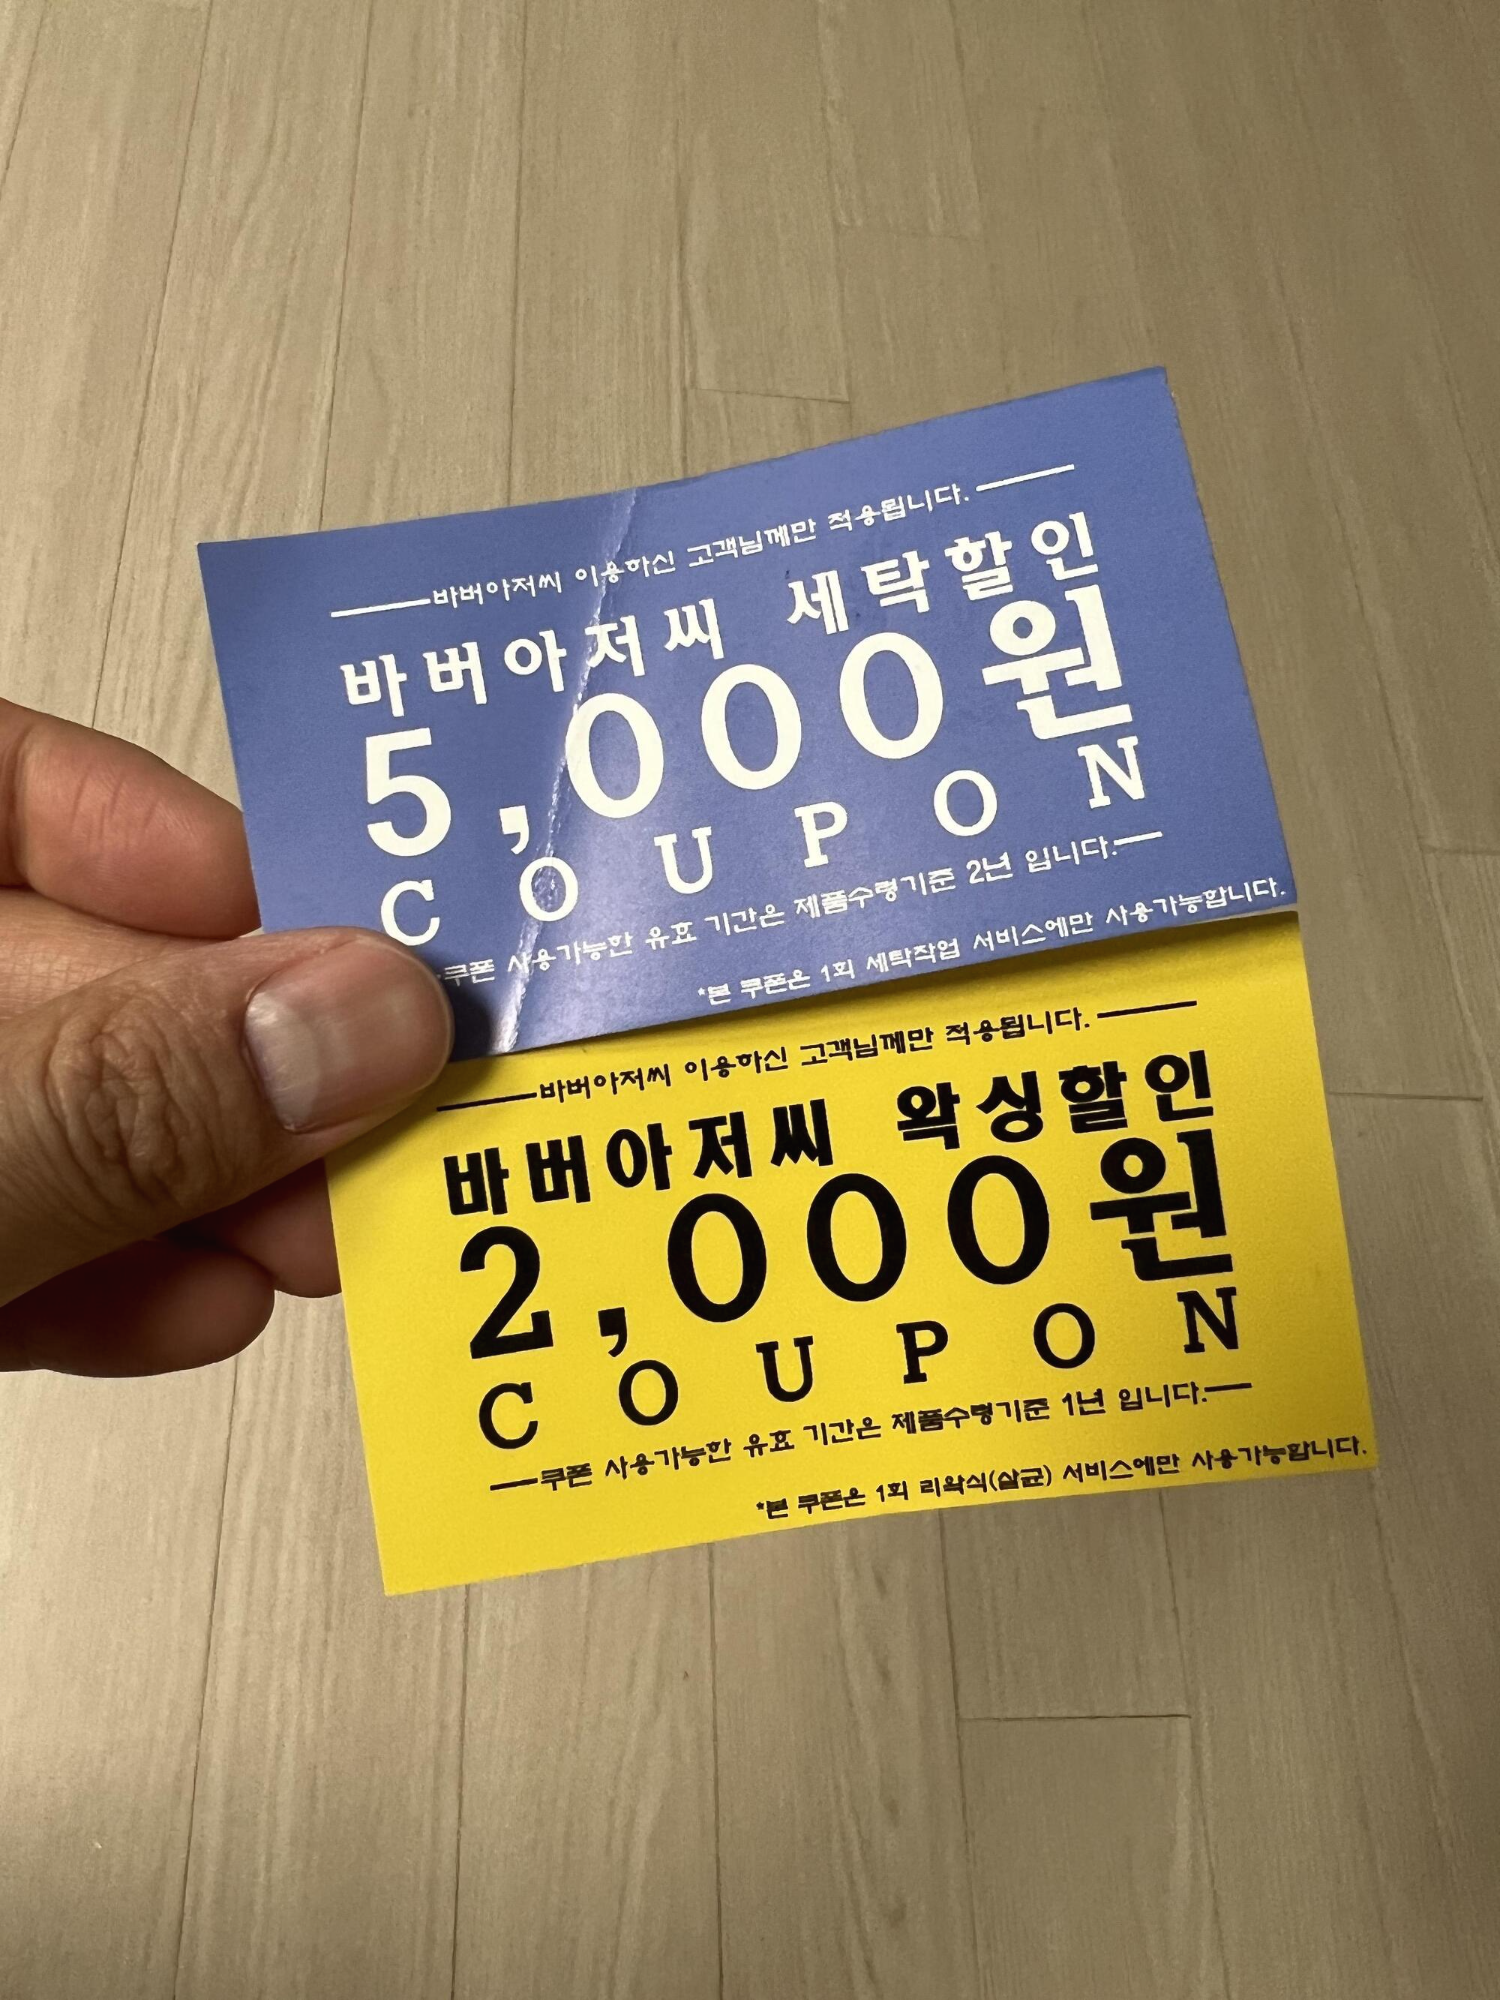 바버아저씨 이용하신 고객님께만 적용됩니다.
바버아저씨 세탁할인
5,000원
COUPON
쿠폰 사용가능한 유효 기간은 제품수령기준 2년 입니다.
*본 쿠폰은 1회 세탁작업 서비스에만 사용가능합니다.
바버아저씨 이용하신 고객님께만 적용됩니다.
바버아저씨 왁싱할인
2,000원
COUPON
쿠폰 사용가능한 유효 기간은 제품수령기준 1년 입니다.
*본 쿠폰은 1회 리왁식(살균) 서비스에만 사용가능합니다.